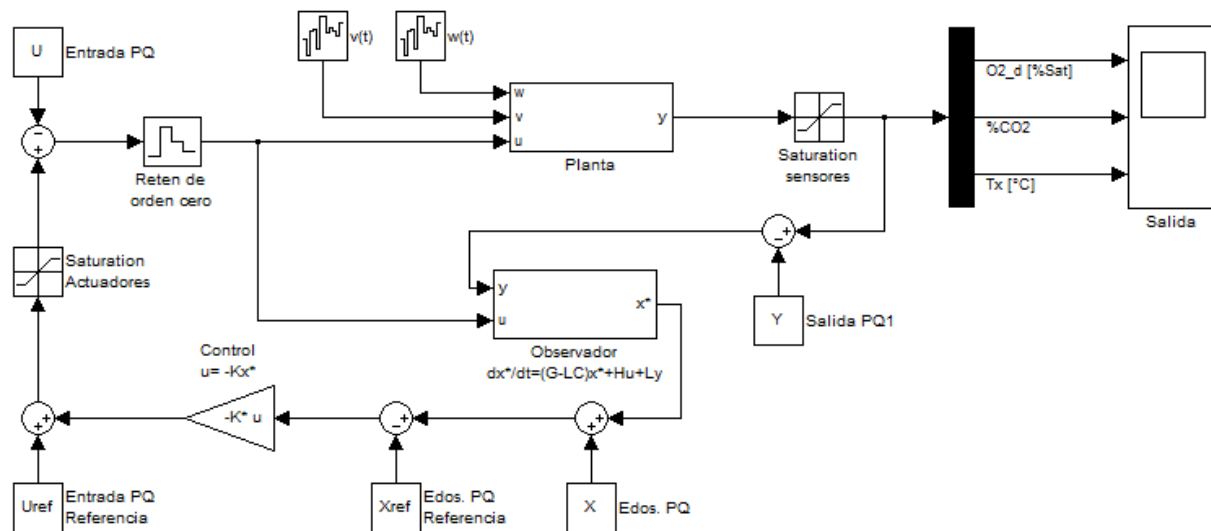 U
Entrada PQ
v(t)
w(t)
w
v
u
y
Planta
Saturation
sensores
O2_d [%Sat]
%CO2
Tx [°C]
Salida
-
+
Reten de
orden cero
Saturation
Actuadores
-
+
y
u
x*
Observador
dx*/dt=(G-LC)x*+Hu+Ly
Y
Salida PQ1
Control
u= -Kx*
-K* u
+
+
-
+
+
+
Uref
Entrada PQ
Referencia
Xref
Edos. PQ
Referencia
X
Edos. PQ